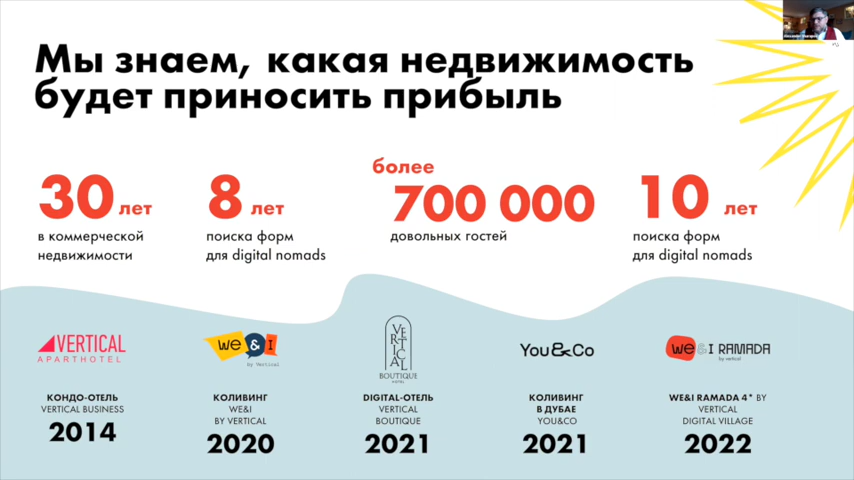 Мы знаем, какая недвижимость
будет приносить прибыль
30 лет
в коммерческой
недвижимости
8 лет
поиска форм
для digital nomads
более
700 000
довольных гостей
10 лет
поиска форм
для digital nomads
VERTICAL
APARTHOTEL
КОНДО-ОТЕЛЬ
VERTICAL BUSINESS
2014
we & I
by Vertical
КОЛИВИНГ
WE&I
BY VERTICAL
2020
VERTICAL
BOUTIQUE
HOTEL
DIGITAL-ОТЕЛЬ
VERTICAL
BOUTIQUE
2021
You&Co
КОЛИВИНГ
В ДУБАЕ
YOU&CO
2021
we & I RAMADA
by vertical
WE&I RAMADA 4* BY
VERTICAL
DIGITAL VILLAGE
2022